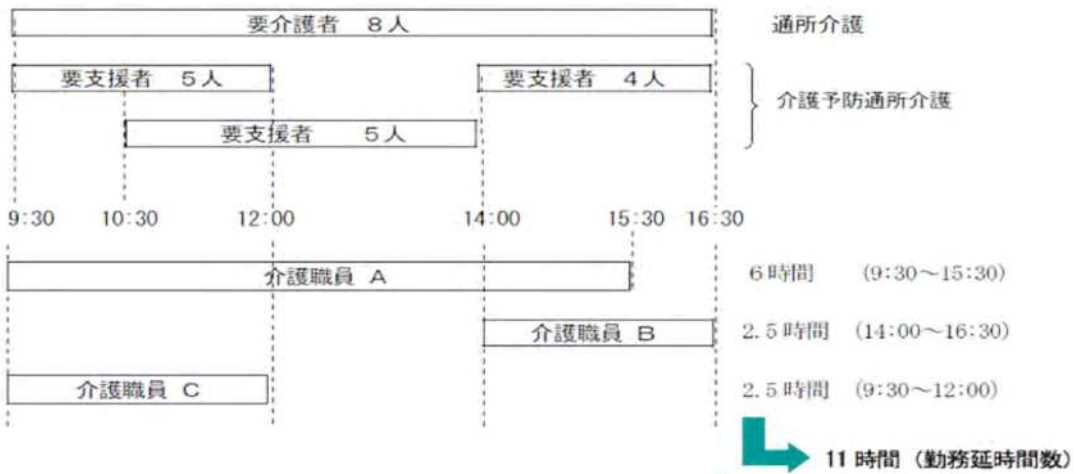 要介護者 8人 通所介護
要支援者 5人 要支援者 4人
介護予防通所介護
要支援者 5人
9:30 10:30 12:00 14:00 15:30 16:30
介護職員 A 6時間 (9:30～15:30)
介護職員 B 2.5時間 (14:00～16:30)
介護職員 C 2.5時間 (9:30～12:00)
11時間（勤務延時間数）